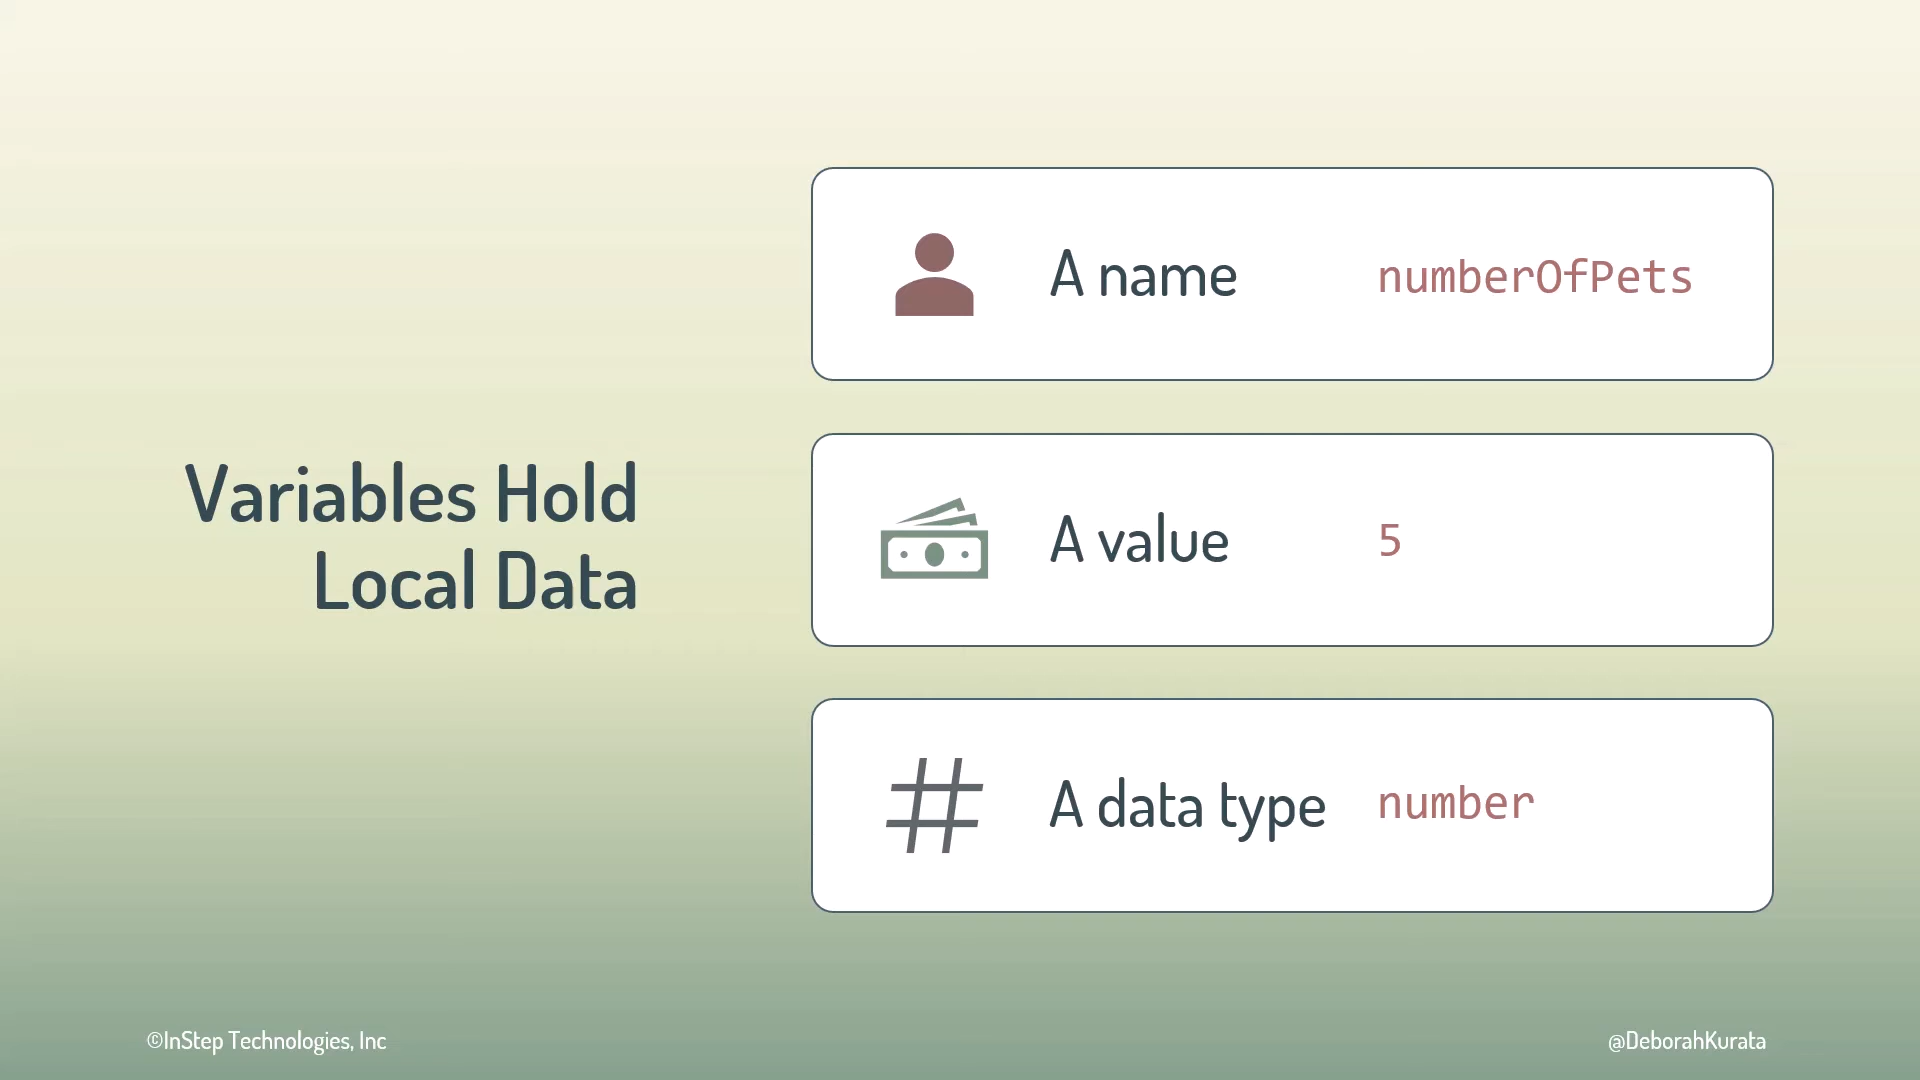 Variables Hold
Local Data
A name numberOfPets
A value 5
A data type number
©InStep Technologies, Inc
@DeborahKurata